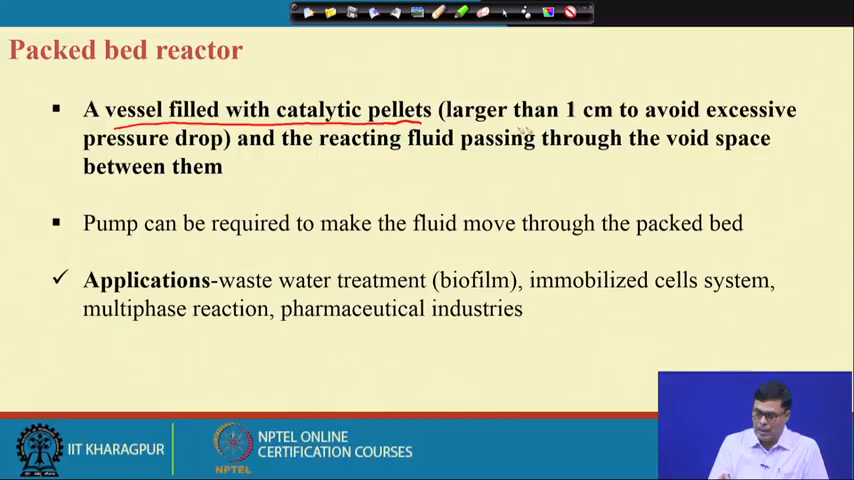 Packed bed reactor
▪ A vessel filled with catalytic pellets (larger than 1 cm to avoid excessive
pressure drop) and the reacting fluid passing through the void space
between them
▪ Pump can be required to make the fluid move through the packed bed
✓ Applications-waste water treatment (biofilm), immobilized cells system,
multiphase reaction, pharmaceutical industries
IIT KHARAGPUR
NPTEL
NPTEL ONLINE
CERTIFICATION COURSES